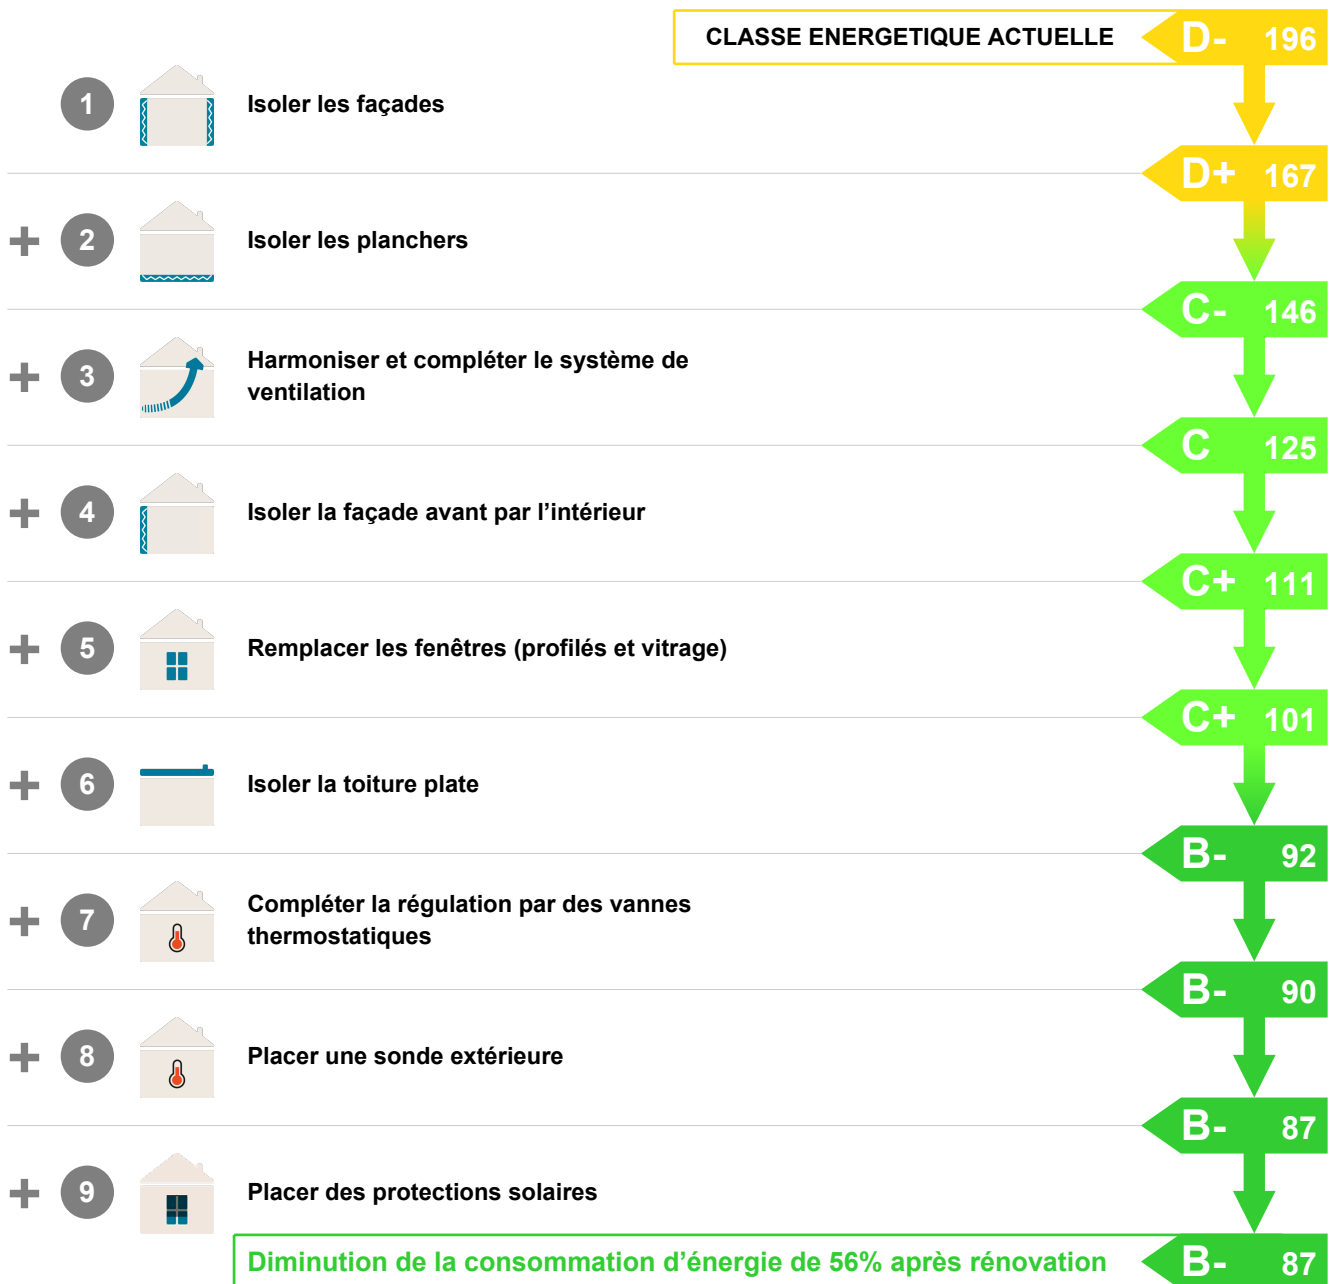 CLASSE ENERGETIQUE ACTUELLE D- 196
1 Isoler les façades
D+ 167
+ 2 Isoler les planchers
C- 146
+ 3 Harmoniser et compléter le système de
ventilation
C 125
+ 4 Isoler la façade avant par l’intérieur
C+ 111
+ 5 Remplacer les fenêtres (profilés et vitrage)
C+ 101
+ 6 Isoler la toiture plate
B- 92
+ 7 Compléter la régulation par des vannes
thermostatiques
B- 90
+ 8 Placer une sonde extérieure
B- 87
+ 9 Placer des protections solaires
Diminution de la consommation d’énergie de 56% après rénovation B- 87